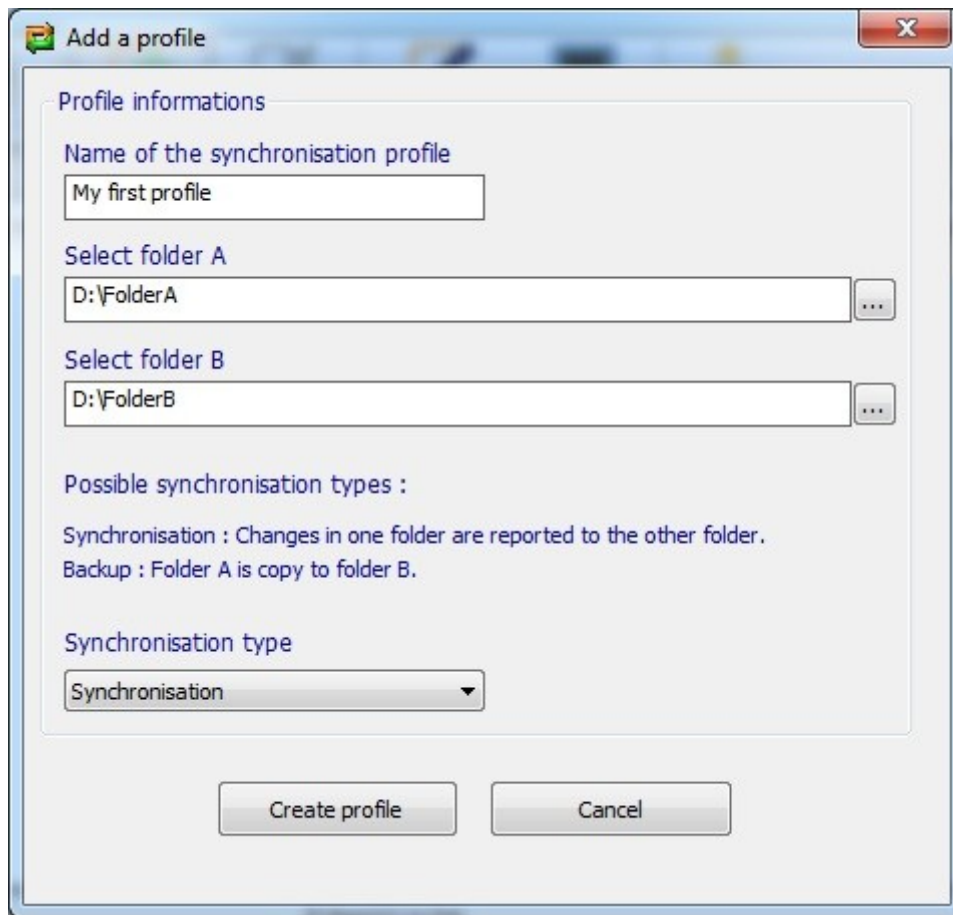 Add a profile
Profile informations
Name of the synchronisation profile
My first profile
Select folder A
D:\FolderA
...
Select folder B
D:\FolderB
...
Possible synchronisation types :
Synchronisation : Changes in one folder are reported to the other folder.
Backup : Folder A is copy to folder B.
Synchronisation type
Synchronisation
Create profile
Cancel